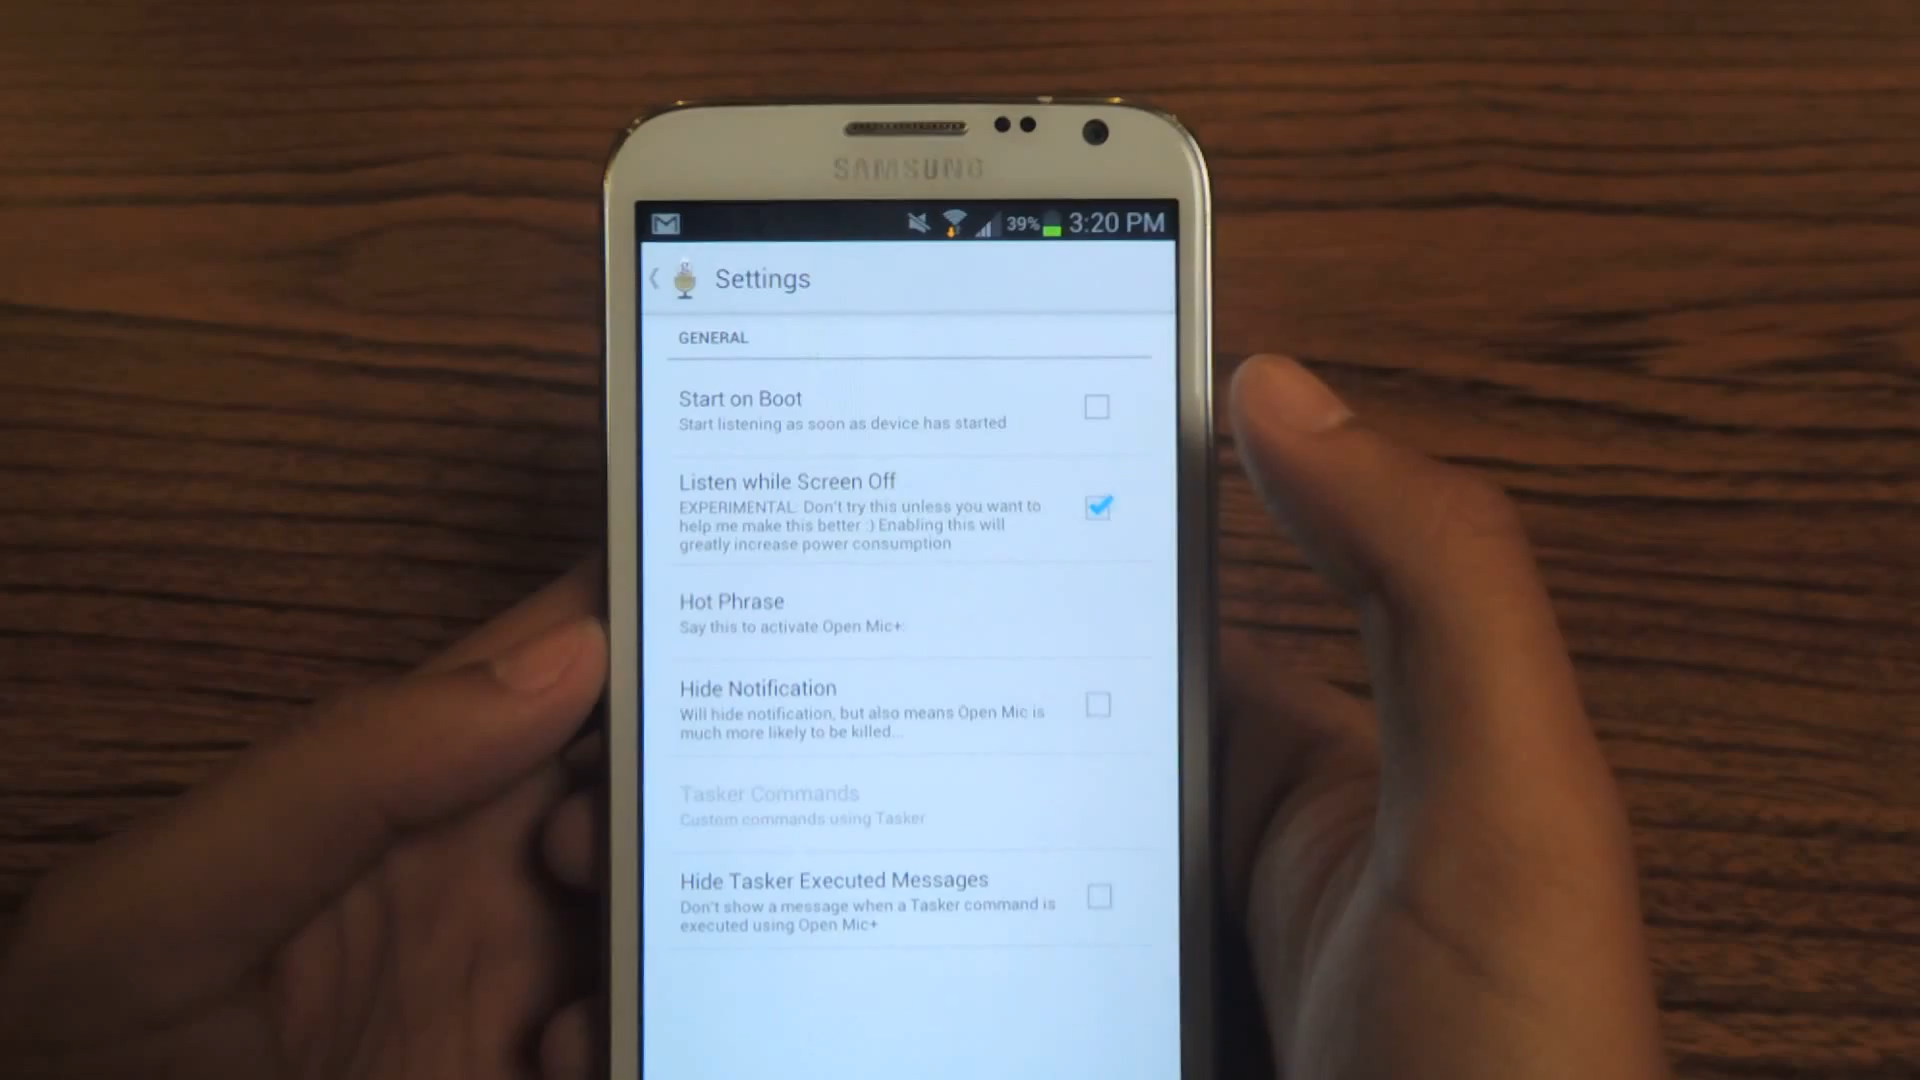 SAMSUNG
39% 3:20 PM
Settings
GENERAL
Start on Boot
Start listening as soon as device has started
Listen while Screen Off
EXPERIMENTAL: Don't try this unless you want to
help me make this better :) Enabling this will
greatly increase power consumption
Hot Phrase
Say this to activate Open Mic+:
Hide Notification
Will hide notification, but also means Open Mic is
much more likely to be killed...
Tasker Commands
Custom commands using Tasker
Hide Tasker Executed Messages
Don't show a message when a Tasker command is
executed using Open Mic+